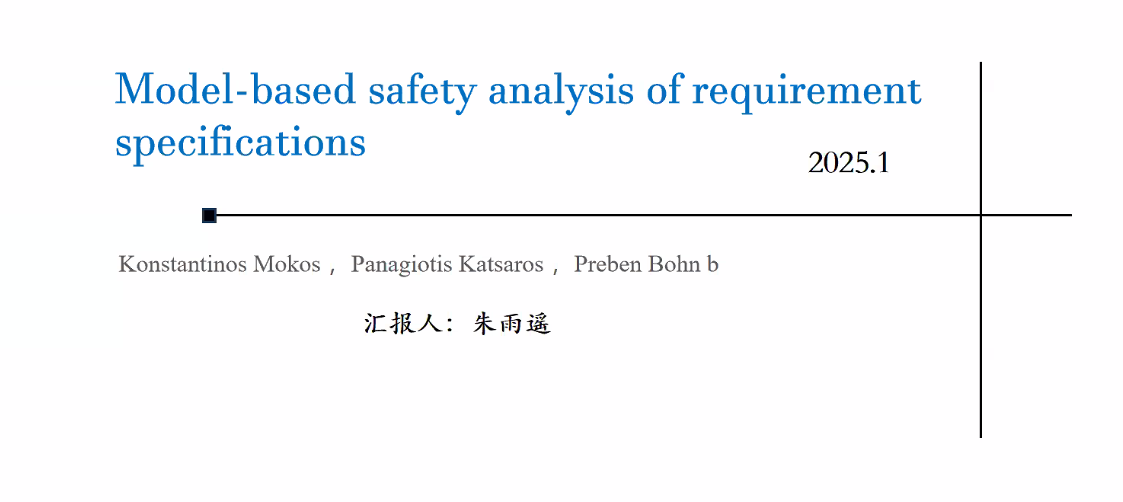 Model-based safety analysis of requirement
specifications
2025.1
Konstantinos Mokos， Panagiotis Katsaros， Preben Bohn b
汇报人：朱雨遥